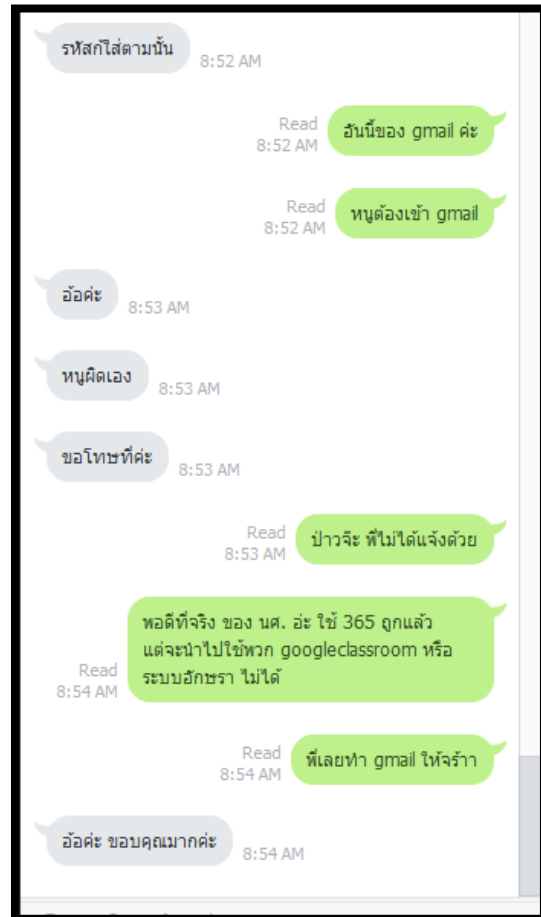 รหัสก้ใส่ตามนั้น
8:52 AM
Read
8:52 AM
อันนี้ของ gmail ค่ะ
Read
8:52 AM
หนูต้องเข้า gmail
อ้อค่ะ
8:53 AM
หนูผิดเอง
8:53 AM
ขอโทษที่ค่ะ
8:53 AM
Read
8:53 AM
ป่าวจ๊ะ พี่ไม่ได้แจ้งด้วย
พอดีที่จริง ของ นศ. อ่ะ ใช้ 365 ถูกแล้ว
แต่จะนำไปใช้พวก googleclassroom หรือ
ระบบอักษรา ไม่ได้
Read
8:54 AM
Read
8:54 AM
พี่เลยทำ gmail ให้จร้าา
อ้อค่ะ ขอบคุณมากค่ะ
8:54 AM